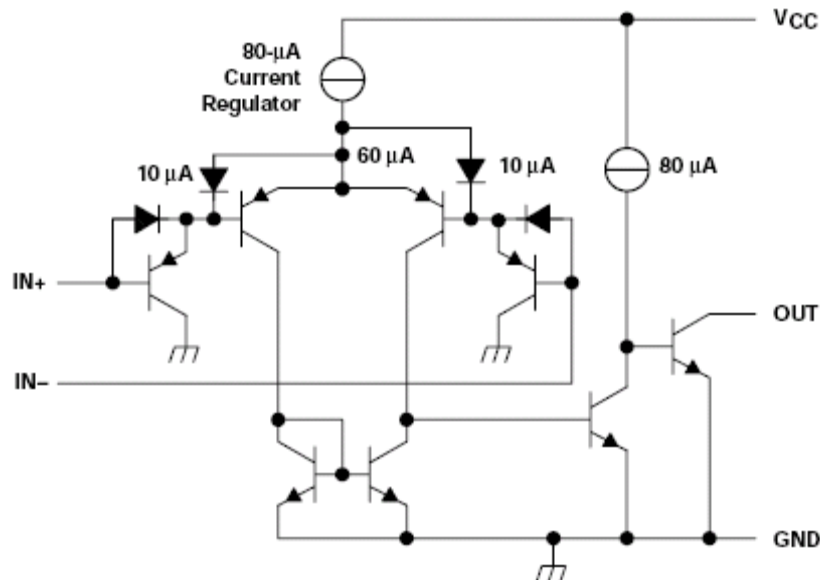 VCC
80-µA
Current
Regulator
10 µA
60 µA
10 µA
80 µA
IN+
OUT
IN−
GND